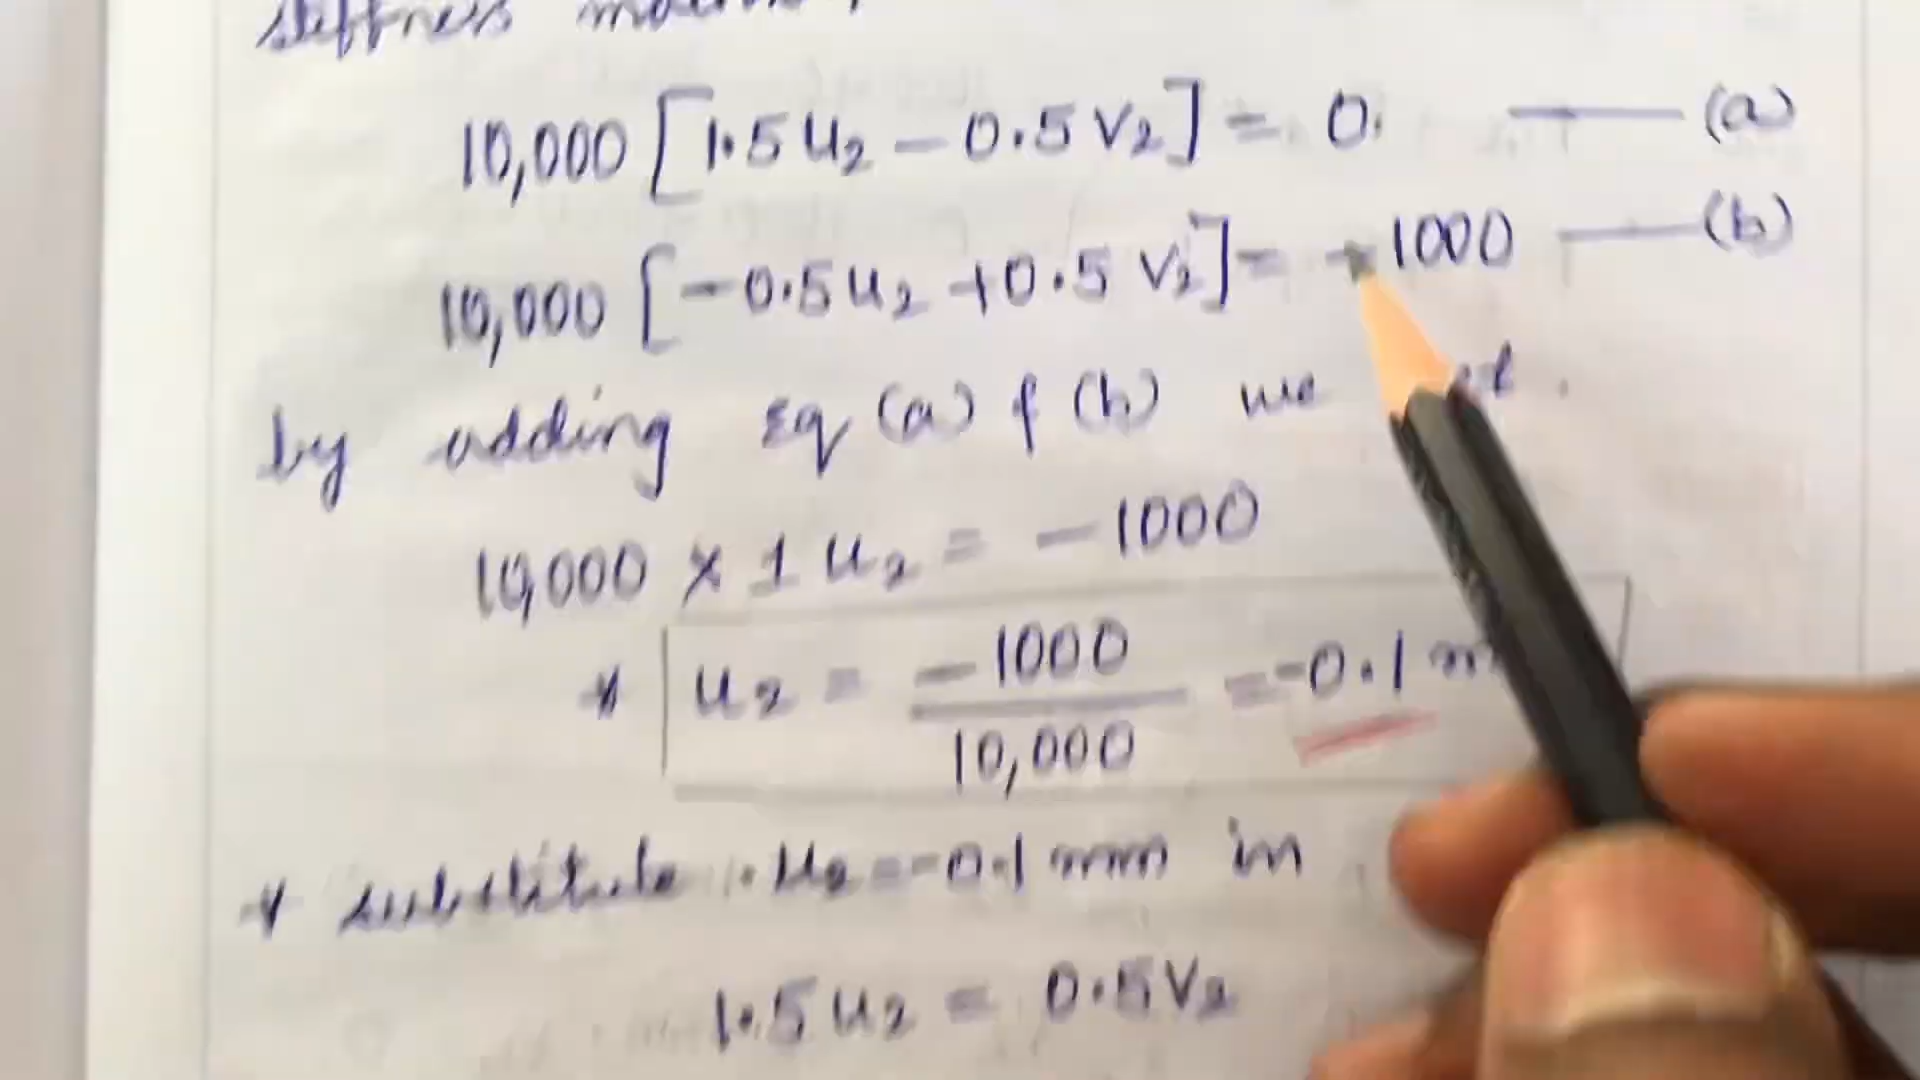 stiffness
10,000 [1.5 u₂ − 0.5 V₂] = 0. —— (a)
10,000 [−0.5 u₂ + 0.5 V₂] = − 1000 —— (b)
by adding Eq (a) & (b) we
10,000 × 1 u₂ = − 1000
* u₂ = − 1000 / 10,000 = −0.1
* substitute . u₂ = −0.1 mm in
1.5 u₂ = 0.5 V₂